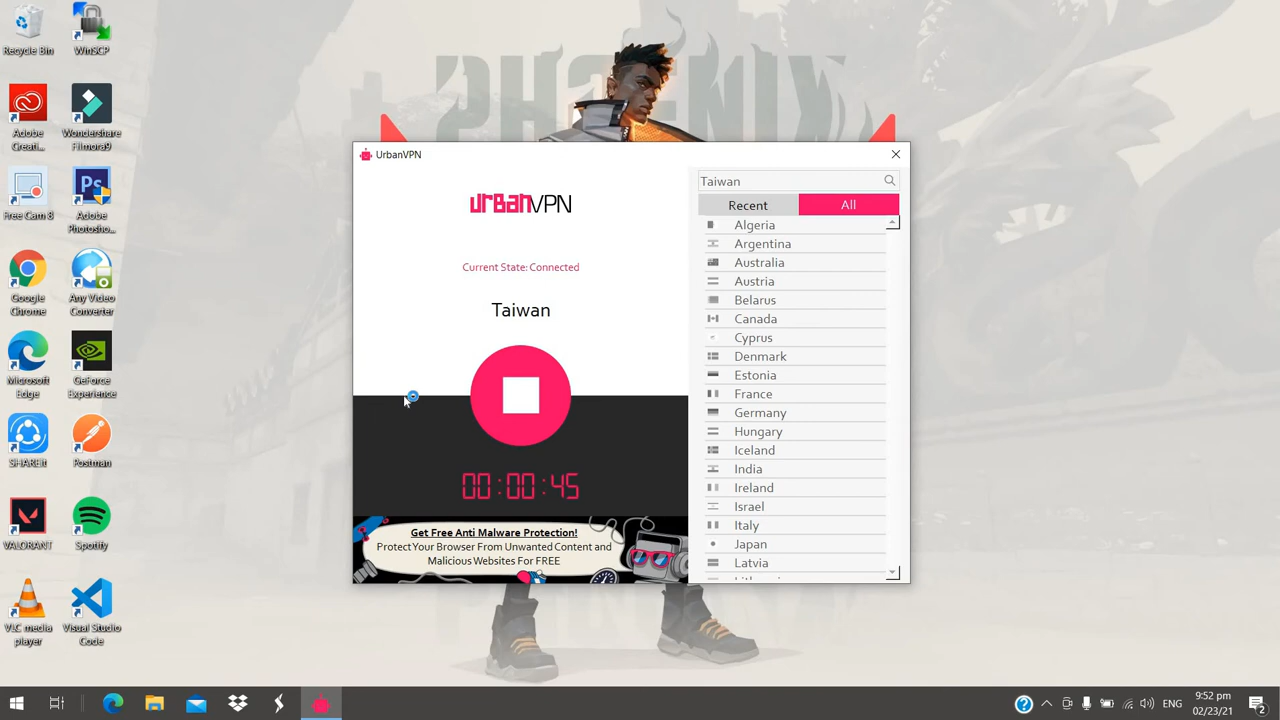 Recycle Bin
WinSCP
Adobe
Creati...
Wondershare
Filmora9
Free Cam 8
Adobe
Photosho...
Google
Chrome
Any Video
Converter
Microsoft
Edge
GeForce
Experience
SHAREit
Postman
VALORANT
Spotify
VLC media
player
Visual Studio
Code
PHOENIX
UrbanVPN
urbanVPN
Current State: Connected
Taiwan
00:00:45
Get Free Anti Malware Protection!
Protect Your Browser From Unwanted Content and
Malicious Websites For FREE
Taiwan
Recent
All
Algeria
Argentina
Australia
Austria
Belarus
Canada
Cyprus
Denmark
Estonia
France
Germany
Hungary
Iceland
India
Ireland
Israel
Italy
Japan
Latvia
ENG
9:52 pm
02/23/21
2